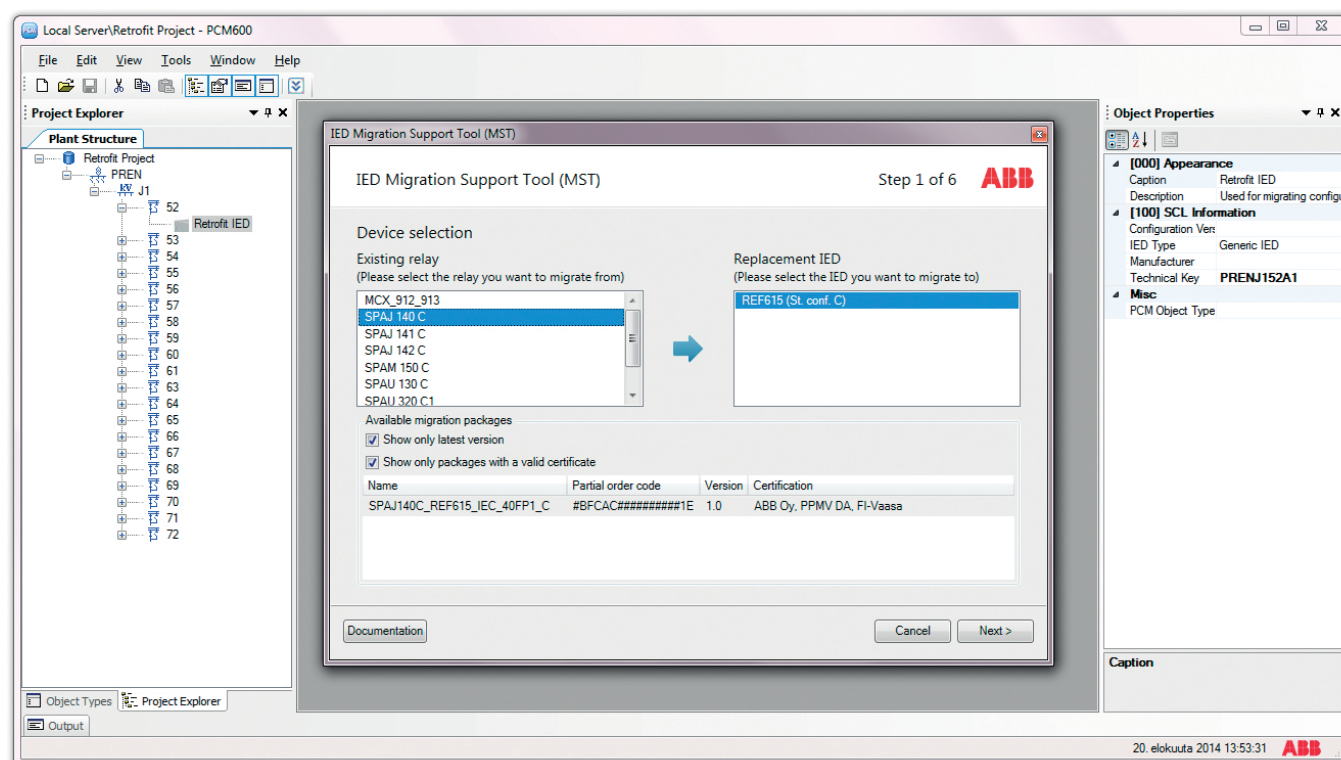 Local Server\Retrofit Project - PCM600
File Edit View Tools Window Help
Project Explorer
Plant Structure
Retrofit Project
PREN
J1
52
Retrofit IED
53
54
55
56
57
58
59
60
61
63
64
65
66
67
68
69
70
71
72
Object Types Project Explorer
Output
IED Migration Support Tool (MST)
IED Migration Support Tool (MST) Step 1 of 6 ABB
Device selection
Existing relay
(Please select the relay you want to migrate from)
MCX_912_913
SPAJ 140 C
SPAJ 141 C
SPAJ 142 C
SPAM 150 C
SPAU 130 C
SPAU 320 C1
Replacement IED
(Please select the IED you want to migrate to)
REF615 (St. conf. C)
Available migration packages
Show only latest version
Show only packages with a valid certificate
Name Partial order code Version Certification
SPAJ140C_REF615_IEC_40FP1_C #BFCAC##########1E 1.0 ABB Oy, PPMV DA, FI-Vaasa
Documentation Cancel Next >
Object Properties
[000] Appearance
Caption Retrofit IED
Description Used for migrating configu
[100] SCL Information
Configuration Vers
IED Type Generic IED
Manufacturer
Technical Key PRENJ152A1
Misc
PCM Object Type
Caption
20. elokuuta 2014 13:53:31 ABB